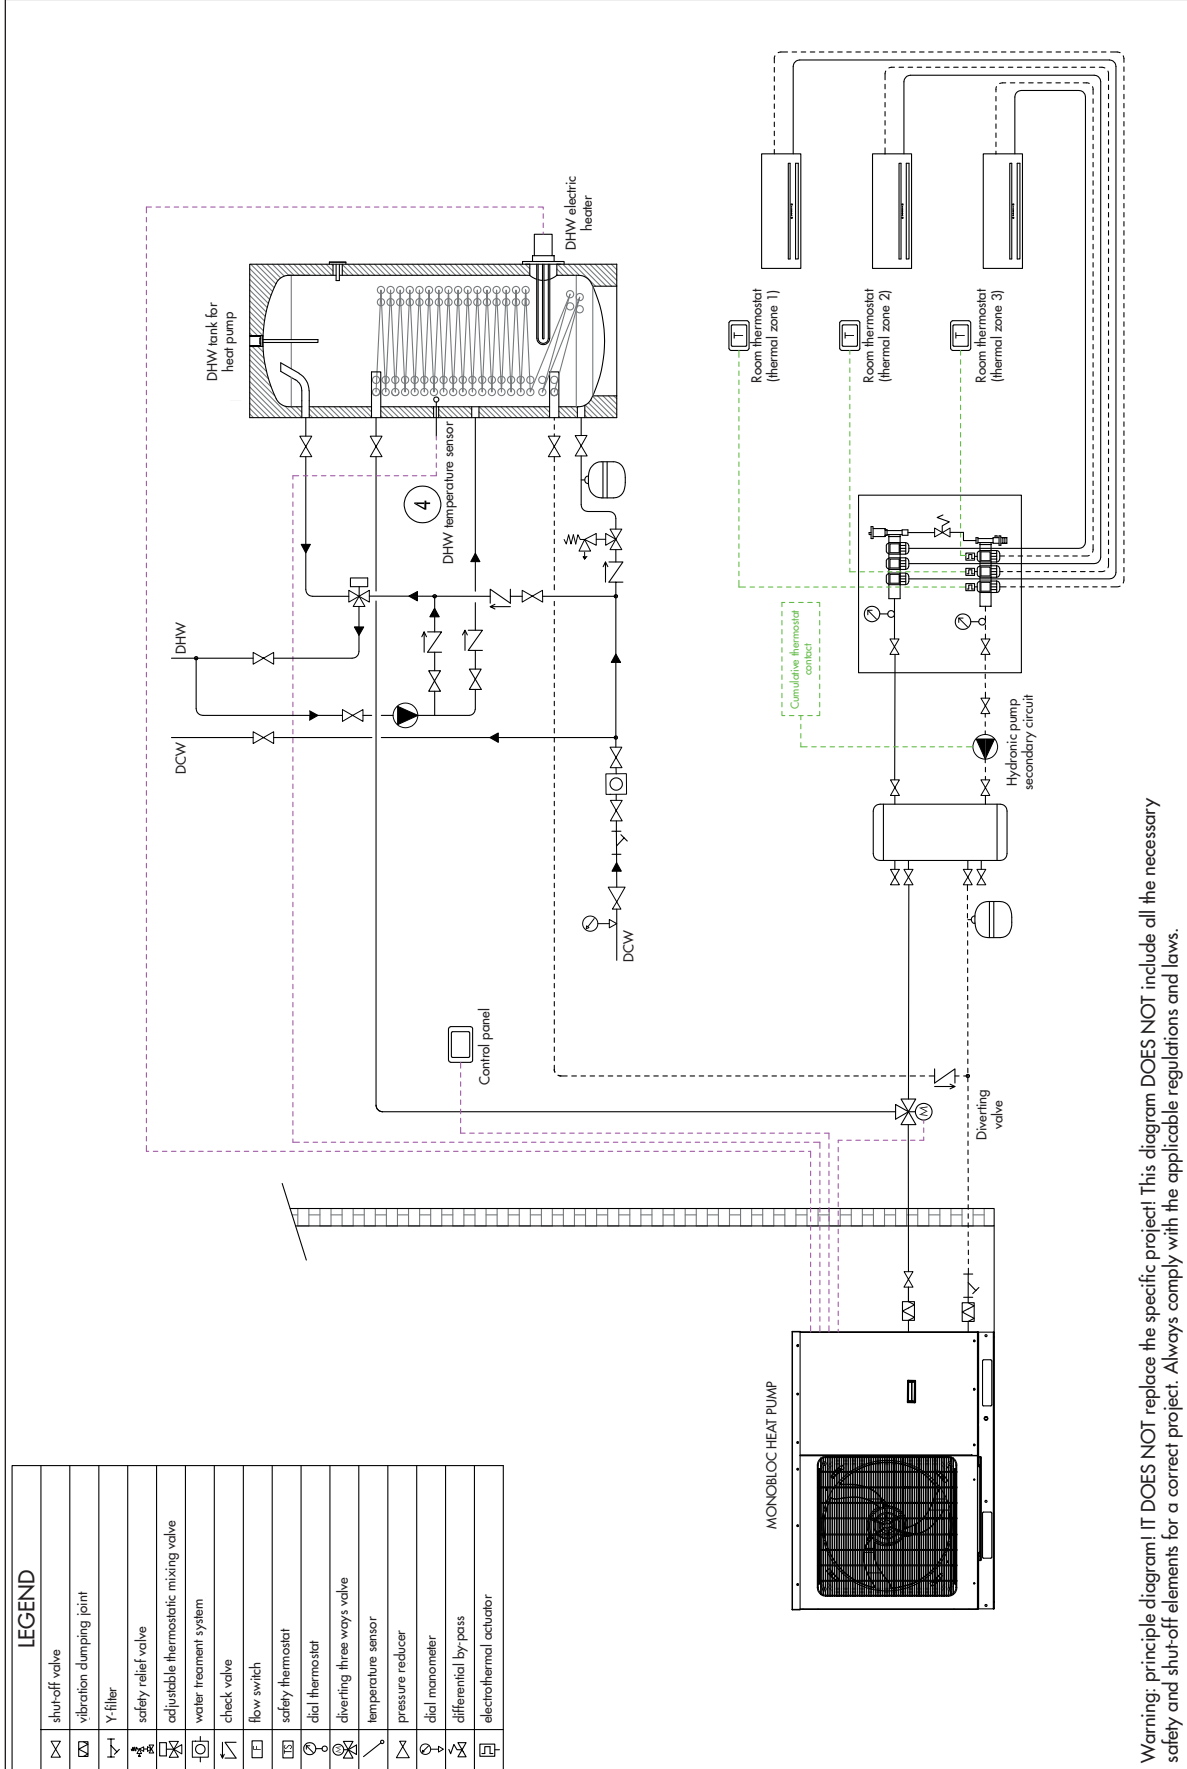 LEGEND
shut-off valve
vibration dumping joint
Y-filter
safety relief valve
adjustable thermostatic mixing valve
water treament system
check valve
F
flow switch
TS
safety thermostat
dial thermostat
M
diverting three ways valve
temperature sensor
pressure reducer
dial manometer
differential by-pass
electrothermal actuator
MONOBLOC HEAT PUMP
Control panel
M
Diverting
valve
DCW
DCW
DHW
4
DHW temperature sensor
DHW tank for
heat pump
DHW electric
heater
Hydronic pump
secondary circuit
Cumulative thermostat
contact
T
Room thermostat
(thermal zone 1)
T
Room thermostat
(thermal zone 2)
T
Room thermostat
(thermal zone 3)
Warning: principle diagram! IT DOES NOT replace the specific project! This diagram DOES NOT include all the necessary
safety and shut-off elements for a correct project. Always comply with the applicable regulations and laws.